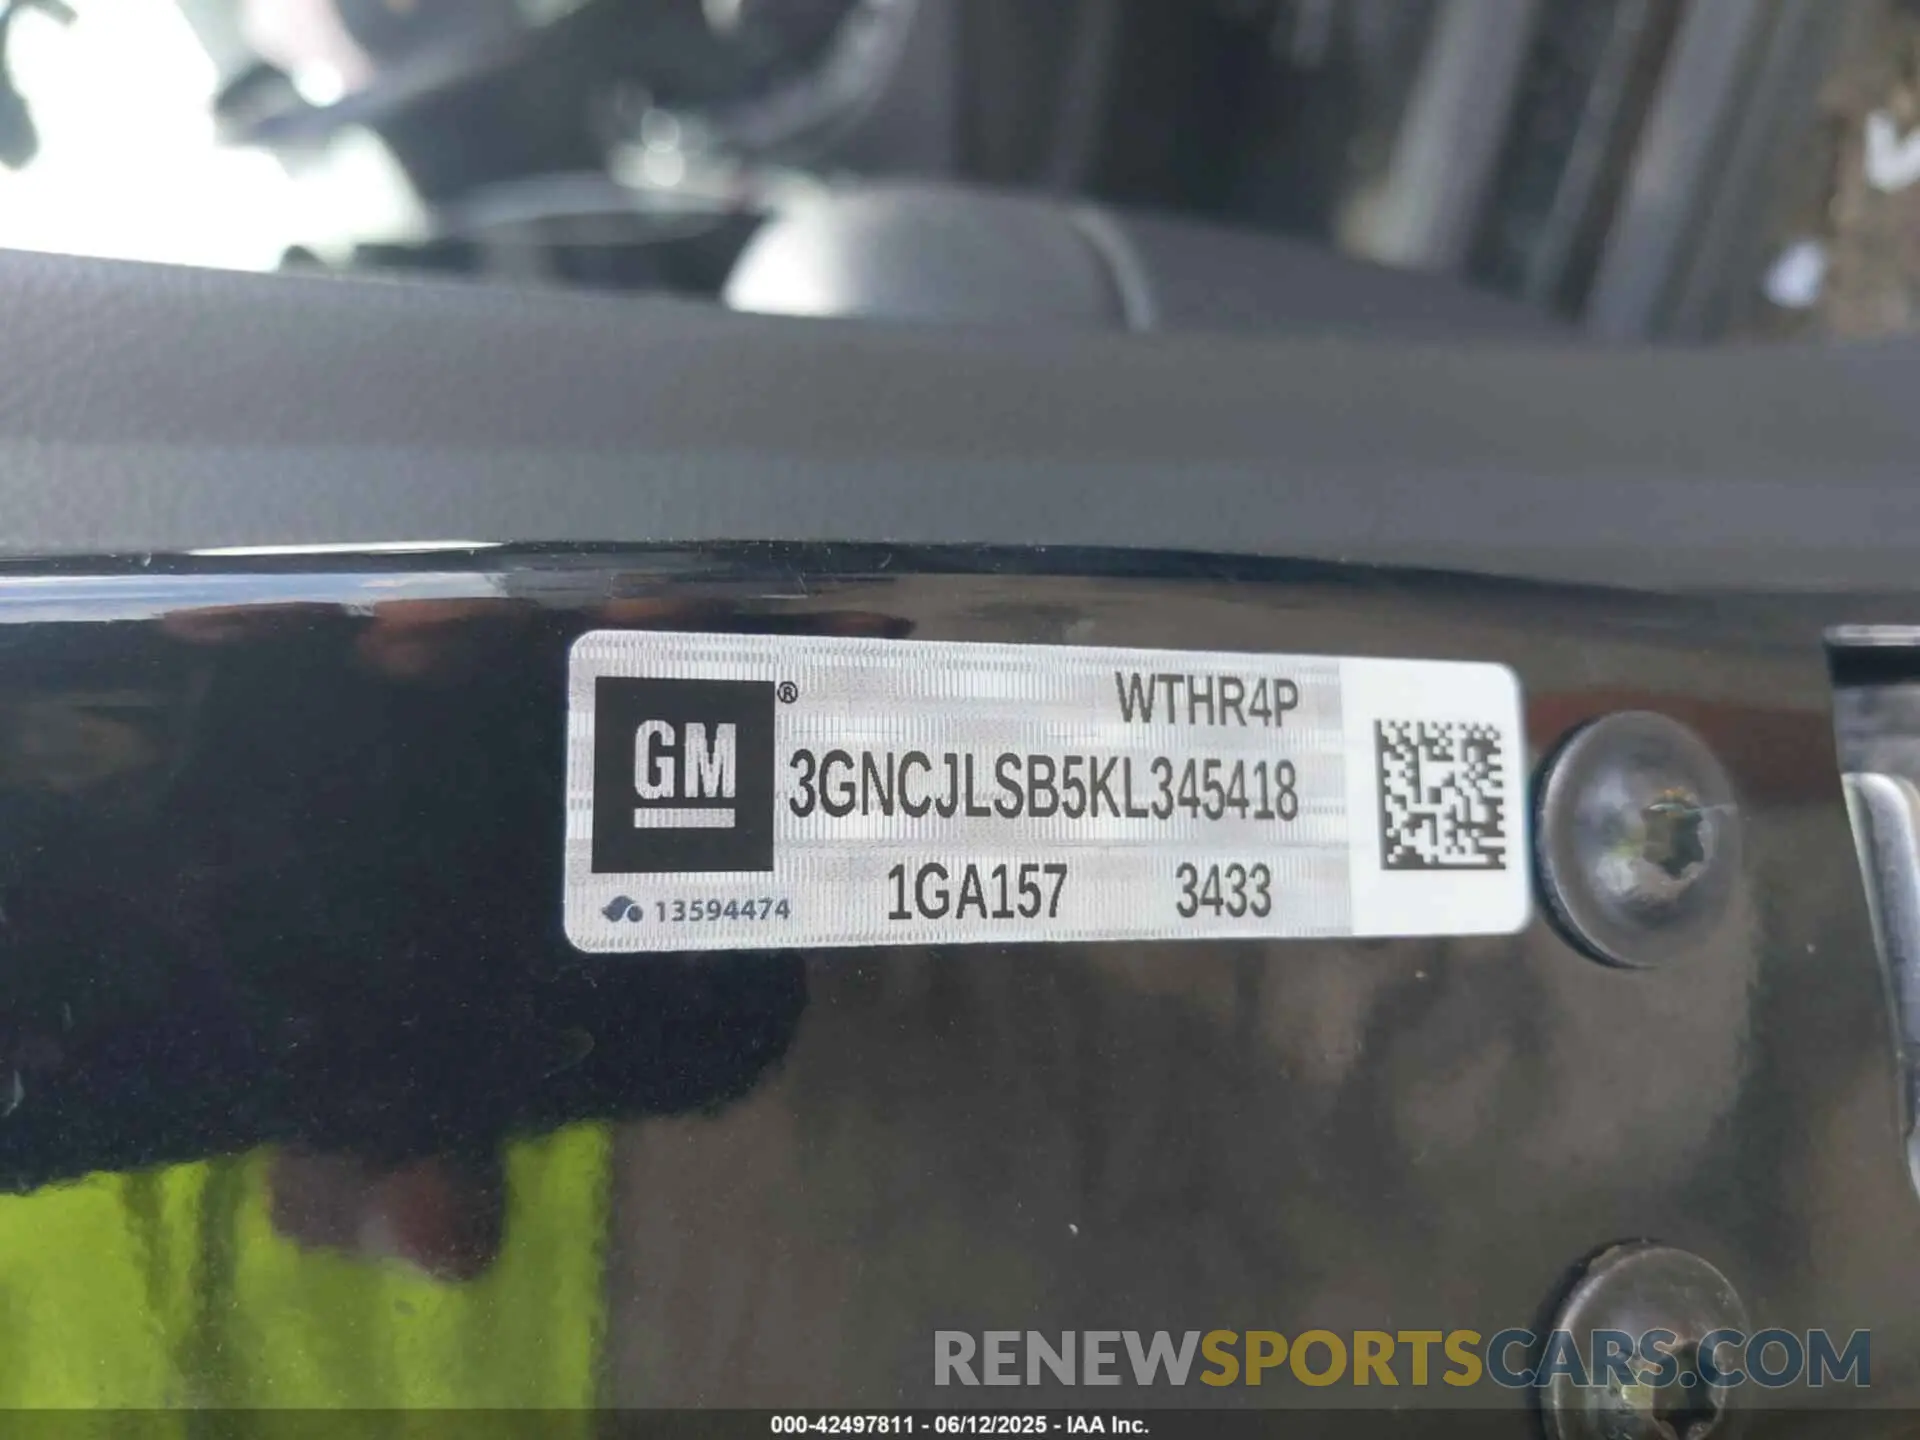 WTHR4P
GM®
3GNCJLSB5KL345418
13594474
1GA157 3433
RENEWSPORTSCARS.COM
000-42497811 - 06/12/2025 - IAA Inc.